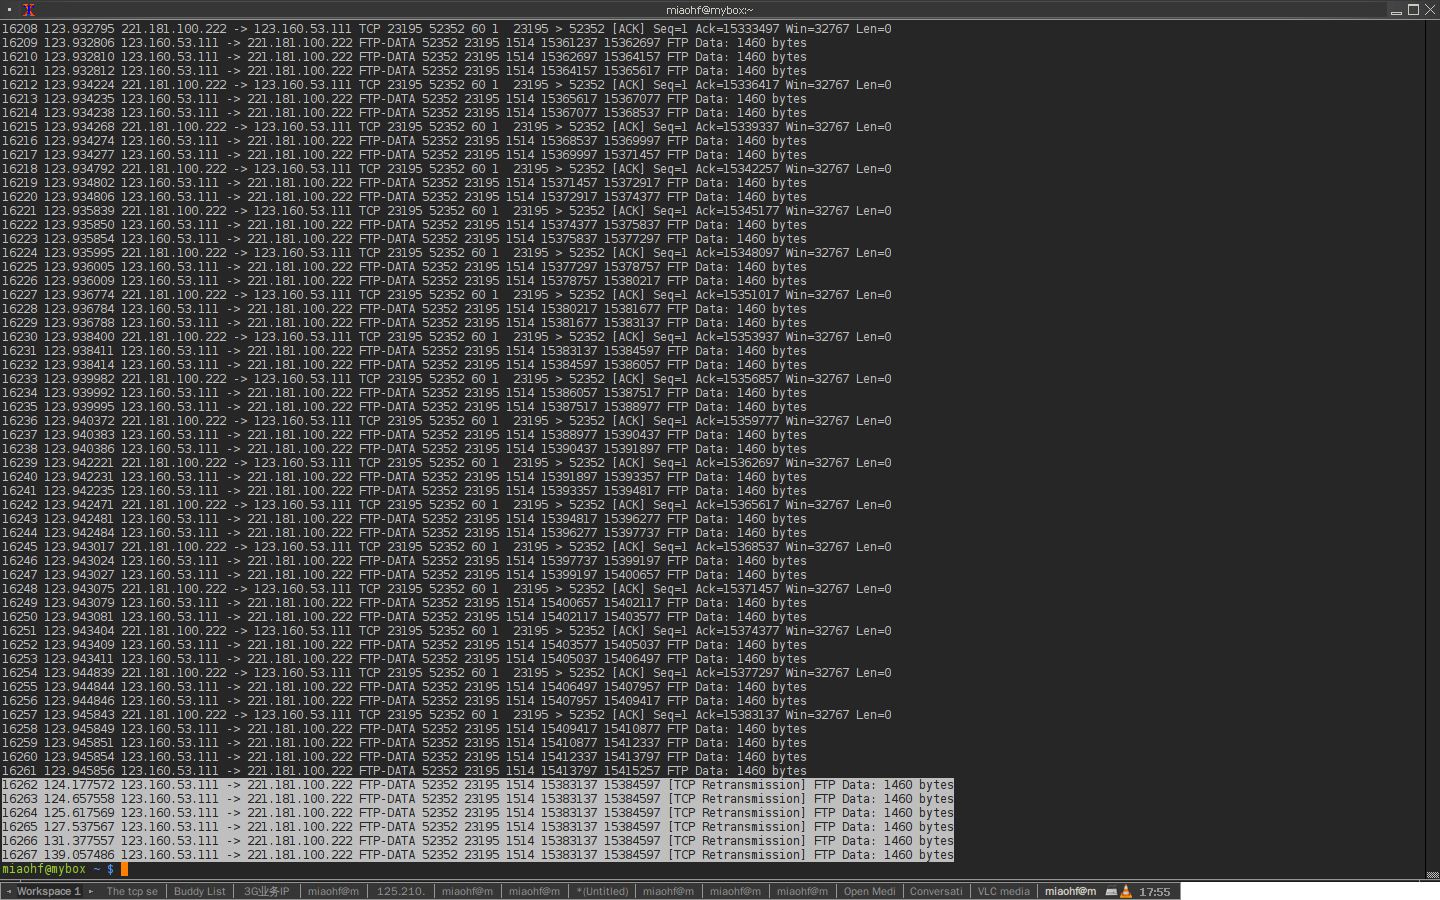 miaohf@mybox:~
16208 123.932795 221.181.100.222 -> 123.160.53.111 TCP 23195 52352 60 1  23195 > 52352 [ACK] Seq=1 Ack=15333497 Win=32767 Len=0
16209 123.932806 123.160.53.111 -> 221.181.100.222 FTP-DATA 52352 23195 1514 15361237 15362697 FTP Data: 1460 bytes
16210 123.932810 123.160.53.111 -> 221.181.100.222 FTP-DATA 52352 23195 1514 15362697 15364157 FTP Data: 1460 bytes
16211 123.932812 123.160.53.111 -> 221.181.100.222 FTP-DATA 52352 23195 1514 15364157 15365617 FTP Data: 1460 bytes
16212 123.934224 221.181.100.222 -> 123.160.53.111 TCP 23195 52352 60 1  23195 > 52352 [ACK] Seq=1 Ack=15336417 Win=32767 Len=0
16213 123.934235 123.160.53.111 -> 221.181.100.222 FTP-DATA 52352 23195 1514 15365617 15367077 FTP Data: 1460 bytes
16214 123.934238 123.160.53.111 -> 221.181.100.222 FTP-DATA 52352 23195 1514 15367077 15368537 FTP Data: 1460 bytes
16215 123.934268 221.181.100.222 -> 123.160.53.111 TCP 23195 52352 60 1  23195 > 52352 [ACK] Seq=1 Ack=15339337 Win=32767 Len=0
16216 123.934274 123.160.53.111 -> 221.181.100.222 FTP-DATA 52352 23195 1514 15368537 15369997 FTP Data: 1460 bytes
16217 123.934277 123.160.53.111 -> 221.181.100.222 FTP-DATA 52352 23195 1514 15369997 15371457 FTP Data: 1460 bytes
16218 123.934792 221.181.100.222 -> 123.160.53.111 TCP 23195 52352 60 1  23195 > 52352 [ACK] Seq=1 Ack=15342257 Win=32767 Len=0
16219 123.934802 123.160.53.111 -> 221.181.100.222 FTP-DATA 52352 23195 1514 15371457 15372917 FTP Data: 1460 bytes
16220 123.934806 123.160.53.111 -> 221.181.100.222 FTP-DATA 52352 23195 1514 15372917 15374377 FTP Data: 1460 bytes
16221 123.935839 221.181.100.222 -> 123.160.53.111 TCP 23195 52352 60 1  23195 > 52352 [ACK] Seq=1 Ack=15345177 Win=32767 Len=0
16222 123.935850 123.160.53.111 -> 221.181.100.222 FTP-DATA 52352 23195 1514 15374377 15375837 FTP Data: 1460 bytes
16223 123.935854 123.160.53.111 -> 221.181.100.222 FTP-DATA 52352 23195 1514 15375837 15377297 FTP Data: 1460 bytes
16224 123.935995 221.181.100.222 -> 123.160.53.111 TCP 23195 52352 60 1  23195 > 52352 [ACK] Seq=1 Ack=15348097 Win=32767 Len=0
16225 123.936005 123.160.53.111 -> 221.181.100.222 FTP-DATA 52352 23195 1514 15377297 15378757 FTP Data: 1460 bytes
16226 123.936009 123.160.53.111 -> 221.181.100.222 FTP-DATA 52352 23195 1514 15378757 15380217 FTP Data: 1460 bytes
16227 123.936774 221.181.100.222 -> 123.160.53.111 TCP 23195 52352 60 1  23195 > 52352 [ACK] Seq=1 Ack=15351017 Win=32767 Len=0
16228 123.936784 123.160.53.111 -> 221.181.100.222 FTP-DATA 52352 23195 1514 15380217 15381677 FTP Data: 1460 bytes
16229 123.936788 123.160.53.111 -> 221.181.100.222 FTP-DATA 52352 23195 1514 15381677 15383137 FTP Data: 1460 bytes
16230 123.938400 221.181.100.222 -> 123.160.53.111 TCP 23195 52352 60 1  23195 > 52352 [ACK] Seq=1 Ack=15353937 Win=32767 Len=0
16231 123.938411 123.160.53.111 -> 221.181.100.222 FTP-DATA 52352 23195 1514 15383137 15384597 FTP Data: 1460 bytes
16232 123.938414 123.160.53.111 -> 221.181.100.222 FTP-DATA 52352 23195 1514 15384597 15386057 FTP Data: 1460 bytes
16233 123.939982 221.181.100.222 -> 123.160.53.111 TCP 23195 52352 60 1  23195 > 52352 [ACK] Seq=1 Ack=15356857 Win=32767 Len=0
16234 123.939992 123.160.53.111 -> 221.181.100.222 FTP-DATA 52352 23195 1514 15386057 15387517 FTP Data: 1460 bytes
16235 123.939995 123.160.53.111 -> 221.181.100.222 FTP-DATA 52352 23195 1514 15387517 15388977 FTP Data: 1460 bytes
16236 123.940372 221.181.100.222 -> 123.160.53.111 TCP 23195 52352 60 1  23195 > 52352 [ACK] Seq=1 Ack=15359777 Win=32767 Len=0
16237 123.940383 123.160.53.111 -> 221.181.100.222 FTP-DATA 52352 23195 1514 15388977 15390437 FTP Data: 1460 bytes
16238 123.940386 123.160.53.111 -> 221.181.100.222 FTP-DATA 52352 23195 1514 15390437 15391897 FTP Data: 1460 bytes
16239 123.942221 221.181.100.222 -> 123.160.53.111 TCP 23195 52352 60 1  23195 > 52352 [ACK] Seq=1 Ack=15362697 Win=32767 Len=0
16240 123.942231 123.160.53.111 -> 221.181.100.222 FTP-DATA 52352 23195 1514 15391897 15393357 FTP Data: 1460 bytes
16241 123.942235 123.160.53.111 -> 221.181.100.222 FTP-DATA 52352 23195 1514 15393357 15394817 FTP Data: 1460 bytes
16242 123.942471 221.181.100.222 -> 123.160.53.111 TCP 23195 52352 60 1  23195 > 52352 [ACK] Seq=1 Ack=15365617 Win=32767 Len=0
16243 123.942481 123.160.53.111 -> 221.181.100.222 FTP-DATA 52352 23195 1514 15394817 15396277 FTP Data: 1460 bytes
16244 123.942484 123.160.53.111 -> 221.181.100.222 FTP-DATA 52352 23195 1514 15396277 15397737 FTP Data: 1460 bytes
16245 123.943017 221.181.100.222 -> 123.160.53.111 TCP 23195 52352 60 1  23195 > 52352 [ACK] Seq=1 Ack=15368537 Win=32767 Len=0
16246 123.943024 123.160.53.111 -> 221.181.100.222 FTP-DATA 52352 23195 1514 15397737 15399197 FTP Data: 1460 bytes
16247 123.943027 123.160.53.111 -> 221.181.100.222 FTP-DATA 52352 23195 1514 15399197 15400657 FTP Data: 1460 bytes
16248 123.943075 221.181.100.222 -> 123.160.53.111 TCP 23195 52352 60 1  23195 > 52352 [ACK] Seq=1 Ack=15371457 Win=32767 Len=0
16249 123.943079 123.160.53.111 -> 221.181.100.222 FTP-DATA 52352 23195 1514 15400657 15402117 FTP Data: 1460 bytes
16250 123.943081 123.160.53.111 -> 221.181.100.222 FTP-DATA 52352 23195 1514 15402117 15403577 FTP Data: 1460 bytes
16251 123.943404 221.181.100.222 -> 123.160.53.111 TCP 23195 52352 60 1  23195 > 52352 [ACK] Seq=1 Ack=15374377 Win=32767 Len=0
16252 123.943409 123.160.53.111 -> 221.181.100.222 FTP-DATA 52352 23195 1514 15403577 15405037 FTP Data: 1460 bytes
16253 123.943411 123.160.53.111 -> 221.181.100.222 FTP-DATA 52352 23195 1514 15405037 15406497 FTP Data: 1460 bytes
16254 123.944839 221.181.100.222 -> 123.160.53.111 TCP 23195 52352 60 1  23195 > 52352 [ACK] Seq=1 Ack=15377297 Win=32767 Len=0
16255 123.944844 123.160.53.111 -> 221.181.100.222 FTP-DATA 52352 23195 1514 15406497 15407957 FTP Data: 1460 bytes
16256 123.944846 123.160.53.111 -> 221.181.100.222 FTP-DATA 52352 23195 1514 15407957 15409417 FTP Data: 1460 bytes
16257 123.945843 221.181.100.222 -> 123.160.53.111 TCP 23195 52352 60 1  23195 > 52352 [ACK] Seq=1 Ack=15383137 Win=32767 Len=0
16258 123.945849 123.160.53.111 -> 221.181.100.222 FTP-DATA 52352 23195 1514 15409417 15410877 FTP Data: 1460 bytes
16259 123.945851 123.160.53.111 -> 221.181.100.222 FTP-DATA 52352 23195 1514 15410877 15412337 FTP Data: 1460 bytes
16260 123.945854 123.160.53.111 -> 221.181.100.222 FTP-DATA 52352 23195 1514 15412337 15413797 FTP Data: 1460 bytes
16261 123.945856 123.160.53.111 -> 221.181.100.222 FTP-DATA 52352 23195 1514 15413797 15415257 FTP Data: 1460 bytes
16262 124.177572 123.160.53.111 -> 221.181.100.222 FTP-DATA 52352 23195 1514 15383137 15384597 [TCP Retransmission] FTP Data: 1460 bytes
16263 124.657558 123.160.53.111 -> 221.181.100.222 FTP-DATA 52352 23195 1514 15383137 15384597 [TCP Retransmission] FTP Data: 1460 bytes
16264 125.617569 123.160.53.111 -> 221.181.100.222 FTP-DATA 52352 23195 1514 15383137 15384597 [TCP Retransmission] FTP Data: 1460 bytes
16265 127.537567 123.160.53.111 -> 221.181.100.222 FTP-DATA 52352 23195 1514 15383137 15384597 [TCP Retransmission] FTP Data: 1460 bytes
16266 131.377557 123.160.53.111 -> 221.181.100.222 FTP-DATA 52352 23195 1514 15383137 15384597 [TCP Retransmission] FTP Data: 1460 bytes
16267 139.057486 123.160.53.111 -> 221.181.100.222 FTP-DATA 52352 23195 1514 15383137 15384597 [TCP Retransmission] FTP Data: 1460 bytes
miaohf@mybox ~ $
Workspace 1 The tcp se Buddy List 3G业务IP miaohf@m 125.210. miaohf@m miaohf@m *(Untitled) miaohf@m miaohf@m miaohf@m Open Medi Conversati VLC media miaohf@m 17:55